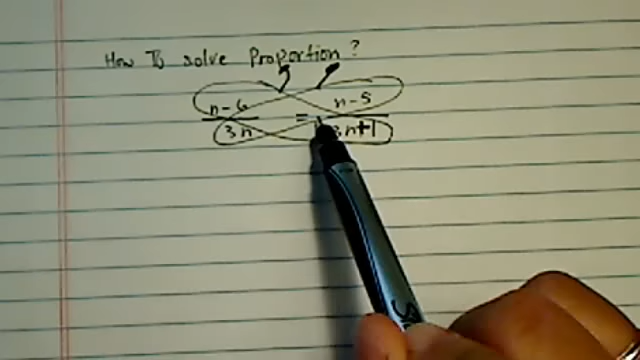 How To solve Proportion ?
n-6 = n-5
3n 3n+1